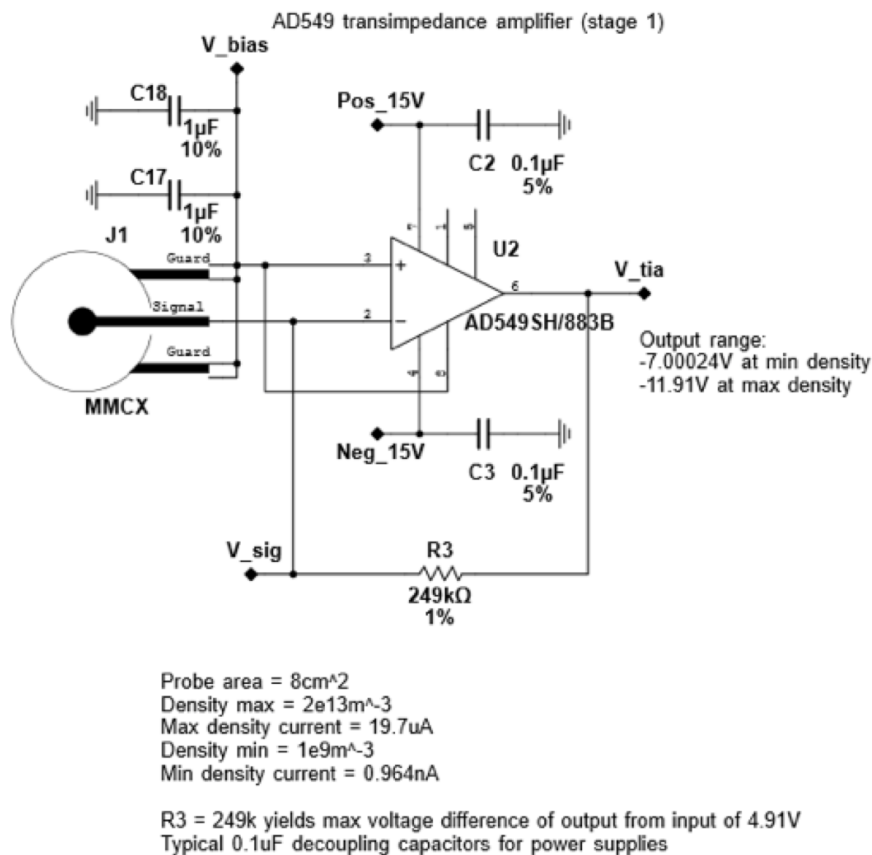 AD549 transimpedance amplifier (stage 1)
V_bias
C18
1µF
10%
Pos_15V
C2 0.1µF
5%
C17
1µF
10%
J1
Guard
Signal
Guard
MMCX
3
2
7
1
5
+
−
4
8
6
U2
AD549SH/883B
V_tia
Output range:
-7.00024V at min density
-11.91V at max density
Neg_15V
C3 0.1µF
5%
V_sig
R3
249kΩ
1%
Probe area = 8cm^2
Density max = 2e13m^-3
Max density current = 19.7uA
Density min = 1e9m^-3
Min density current = 0.964nA
R3 = 249k yields max voltage difference of output from input of 4.91V
Typical 0.1uF decoupling capacitors for power supplies